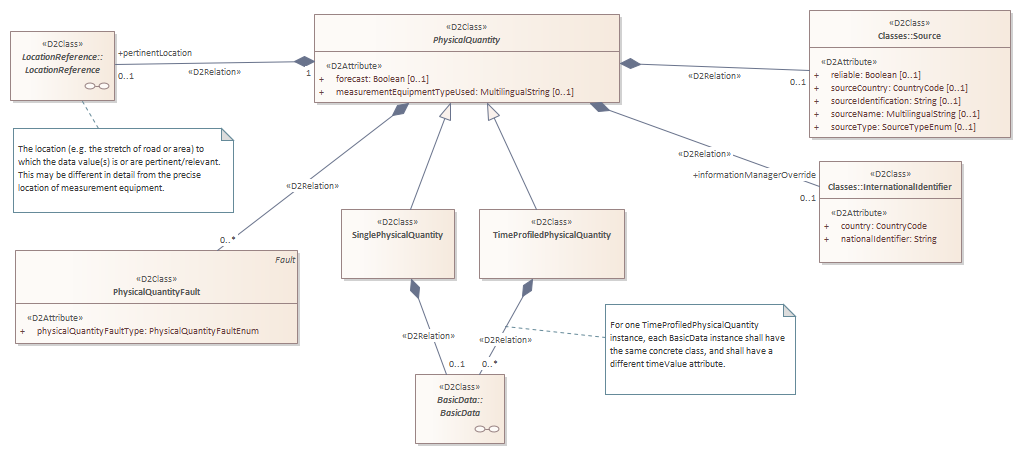 «D2Class»
LocationReference::
LocationReference
+pertinentLocation
0..1
«D2Relation»
1
«D2Class»
PhysicalQuantity
«D2Attribute»
+ forecast: Boolean [0..1]
+ measurementEquipmentTypeUsed: MultilingualString [0..1]
«D2Relation»
0..1
«D2Class»
Classes::Source
«D2Attribute»
+ reliable: Boolean [0..1]
+ sourceCountry: CountryCode [0..1]
+ sourceIdentification: String [0..1]
+ sourceName: MultilingualString [0..1]
+ sourceType: SourceTypeEnum [0..1]
The location (e.g. the stretch of road or area) to
which the data value(s) is or are pertinent/relevant.
This may be different in detail from the precise
location of measurement equipment.
«D2Relation»
0..*
«D2Relation»
+informationManagerOverride
0..1
«D2Class»
Classes::InternationalIdentifier
«D2Attribute»
+ country: CountryCode
+ nationalIdentifier: String
«D2Class»
SinglePhysicalQuantity
«D2Class»
TimeProfiledPhysicalQuantity
Fault
«D2Class»
PhysicalQuantityFault
«D2Attribute»
+ physicalQuantityFaultType: PhysicalQuantityFaultEnum
«D2Relation»
0..1
«D2Relation»
0..*
For one TimeProfiledPhysicalQuantity
instance, each BasicData instance shall have
the same concrete class, and shall have a
different timeValue attribute.
«D2Class»
BasicData::
BasicData